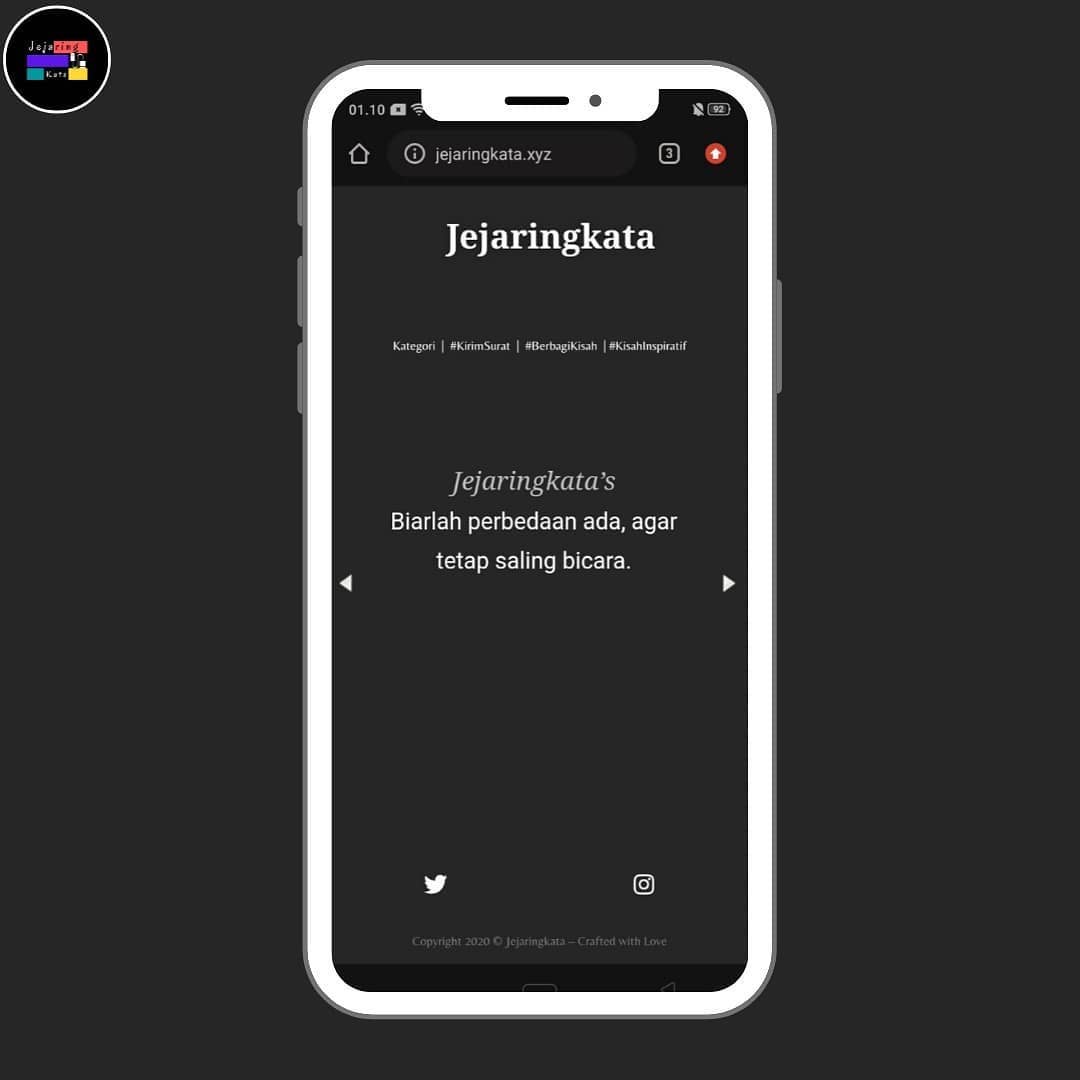 Jejaring
Kata
01.10
92
jejaringkata.xyz
3
Jejaringkata
Kategori | #KirimSurat | #BerbagiKisah | #KisahInspiratif
Jejaringkata’s
Biarlah perbedaan ada, agar
tetap saling bicara.
Copyright 2020 © Jejaringkata – Crafted with Love